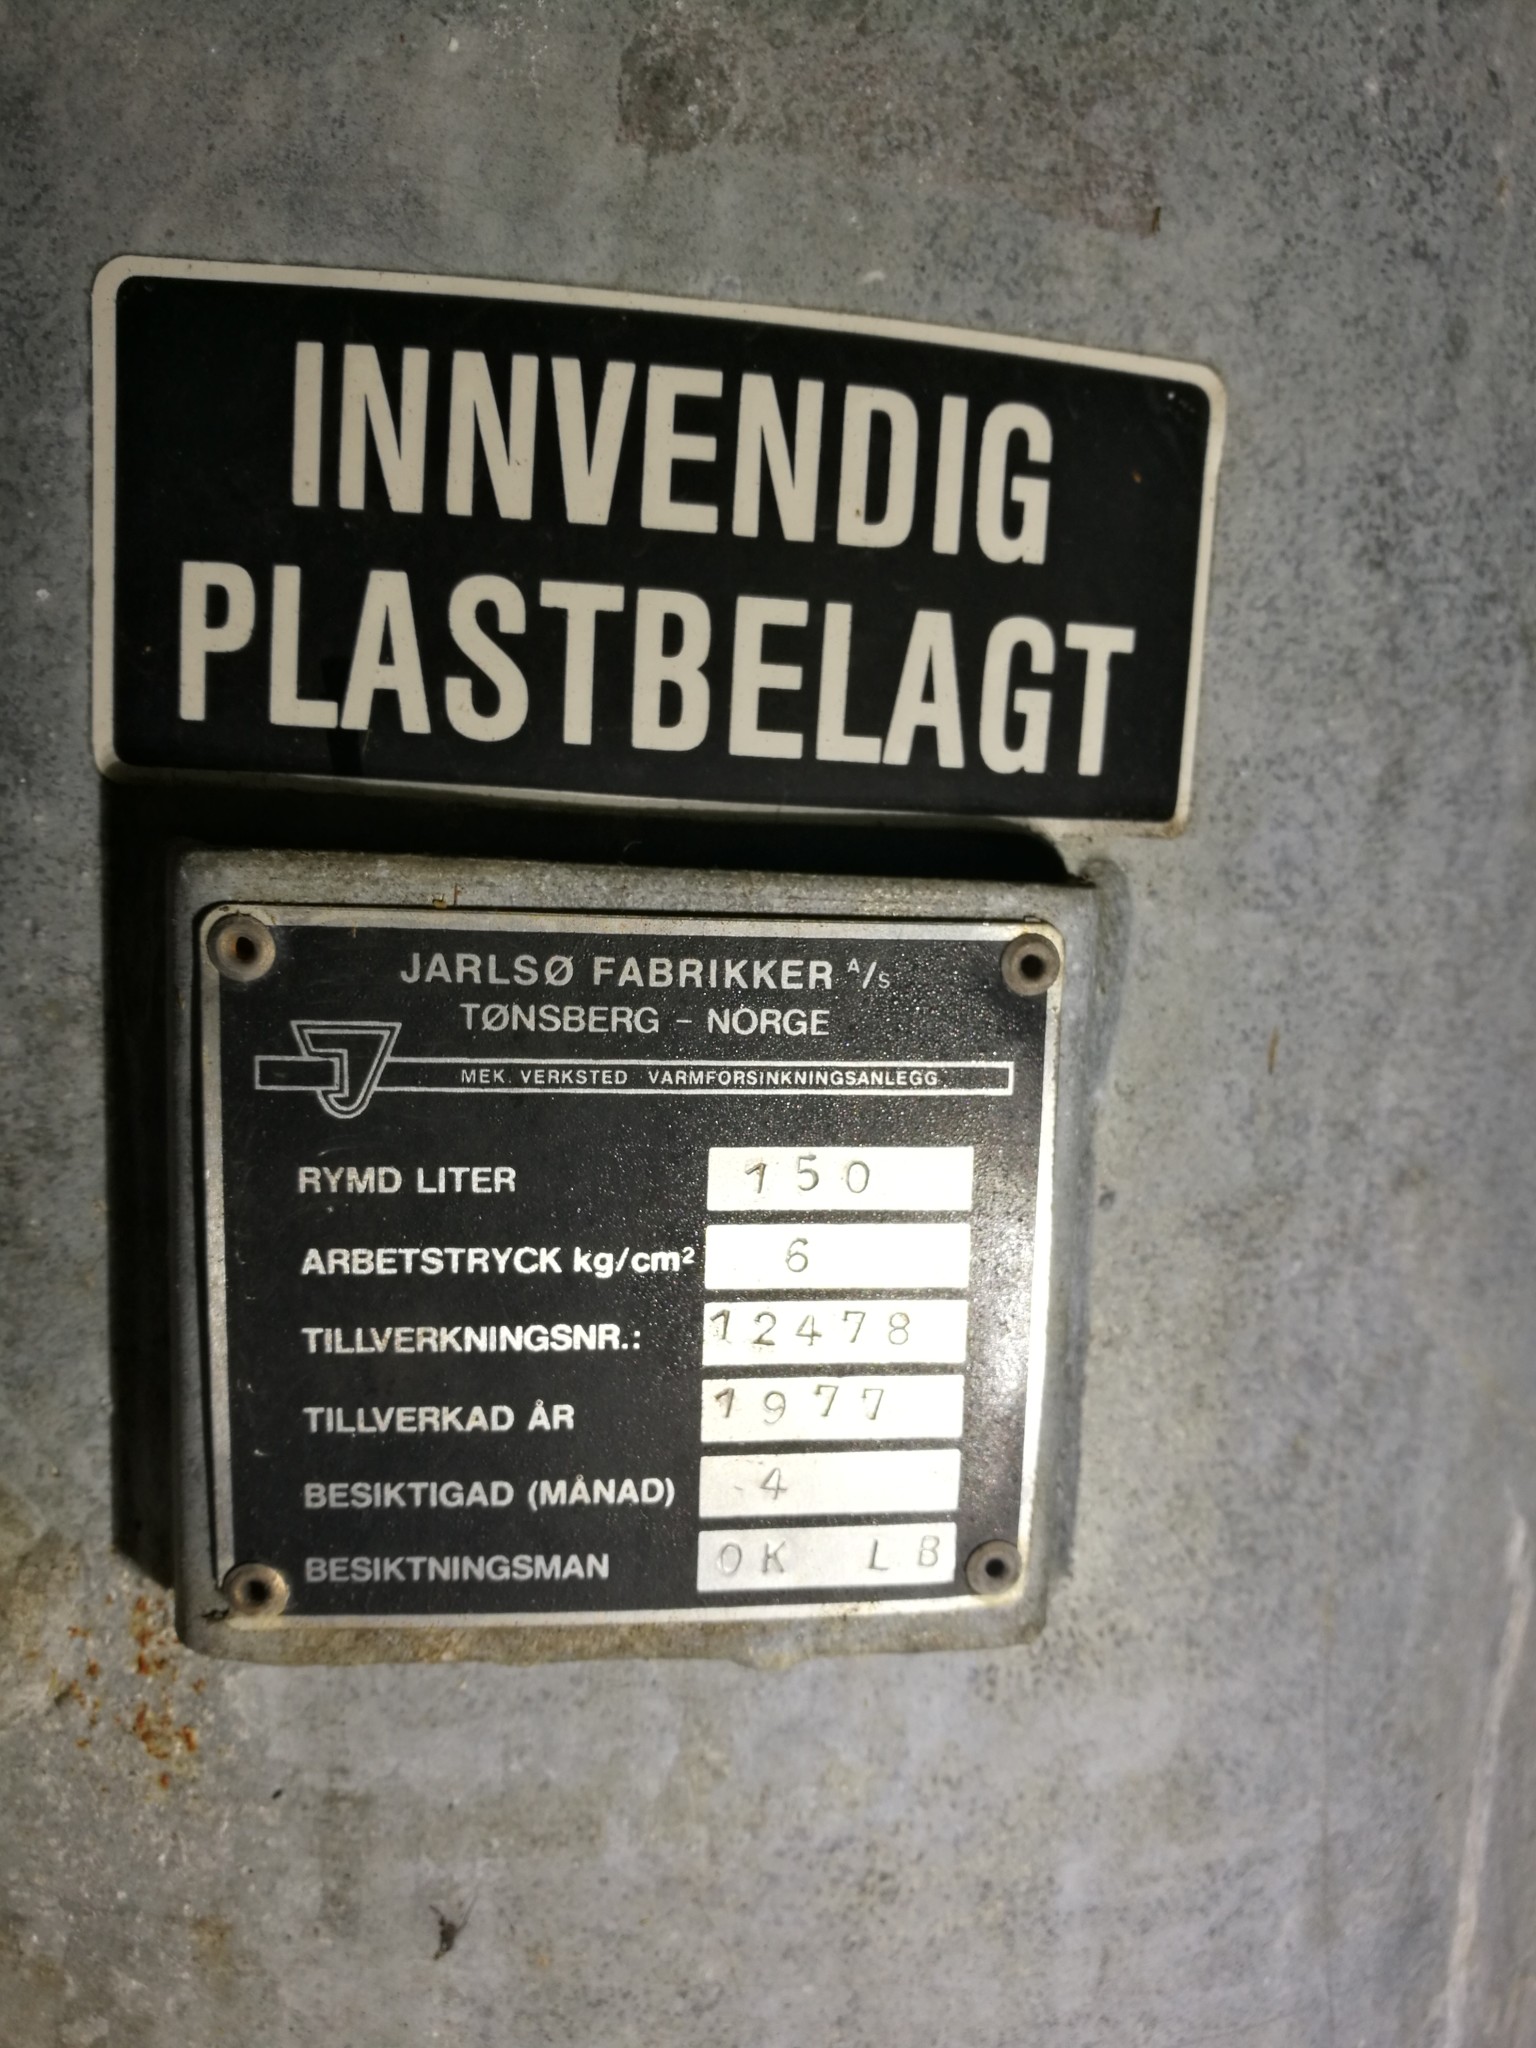 INNVENDIG
PLASTBELAGT
JARLSØ FABRIKKER A/S
TØNSBERG - NORGE
MEK. VERKSTED VARMFORSINKNINGSANLEGG
RYMD LITER 150
ARBETSTRYCK kg/cm² 6
TILLVERKNINGSNR.: 12478
TILLVERKAD ÅR 1977
BESIKTIGAD (MÅNAD) 4
BESIKTNINGSMAN OK LB